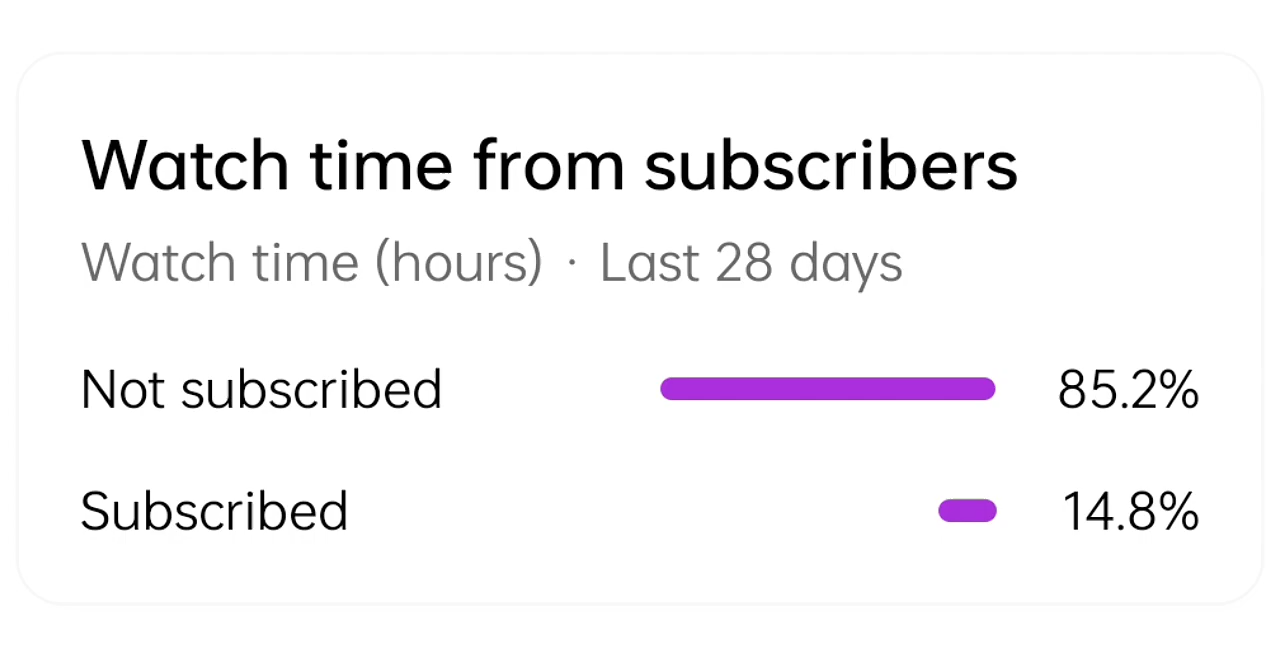 Watch time from subscribers
Watch time (hours) · Last 28 days
Not subscribed 85.2%
Subscribed 14.8%